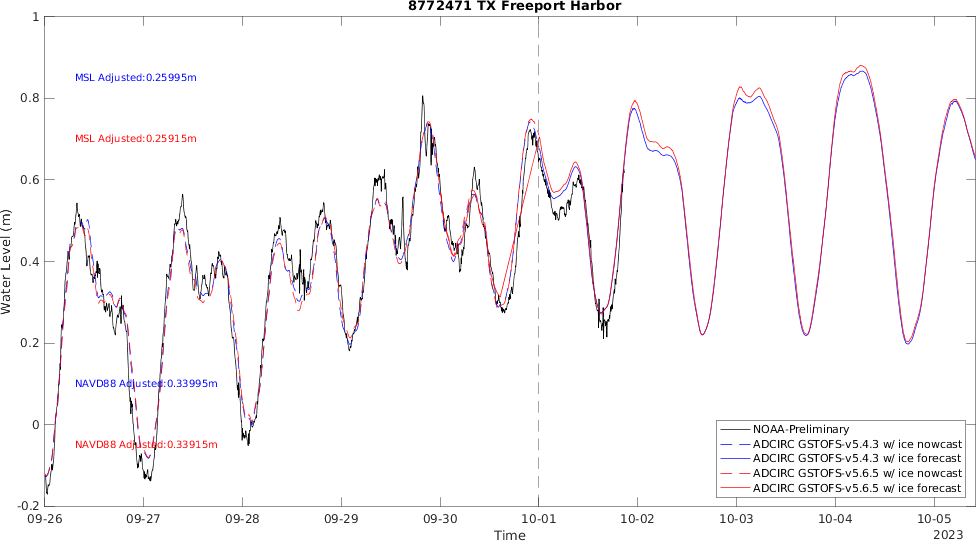 8772471 TX Freeport Harbor
1
0.8
0.6
0.4
0.2
0
-0.2
Water Level (m)
MSL Adjusted:0.25995m
MSL Adjusted:0.25915m
NAVD88 Adjusted:0.33995m
NAVD88 Adjusted:0.33915m
NOAA-Preliminary
ADCIRC GSTOFS-v5.4.3 w/ ice nowcast
ADCIRC GSTOFS-v5.4.3 w/ ice forecast
ADCIRC GSTOFS-v5.6.5 w/ ice nowcast
ADCIRC GSTOFS-v5.6.5 w/ ice forecast
09-26 09-27 09-28 09-29 09-30 10-01 10-02 10-03 10-04 10-05
Time
2023